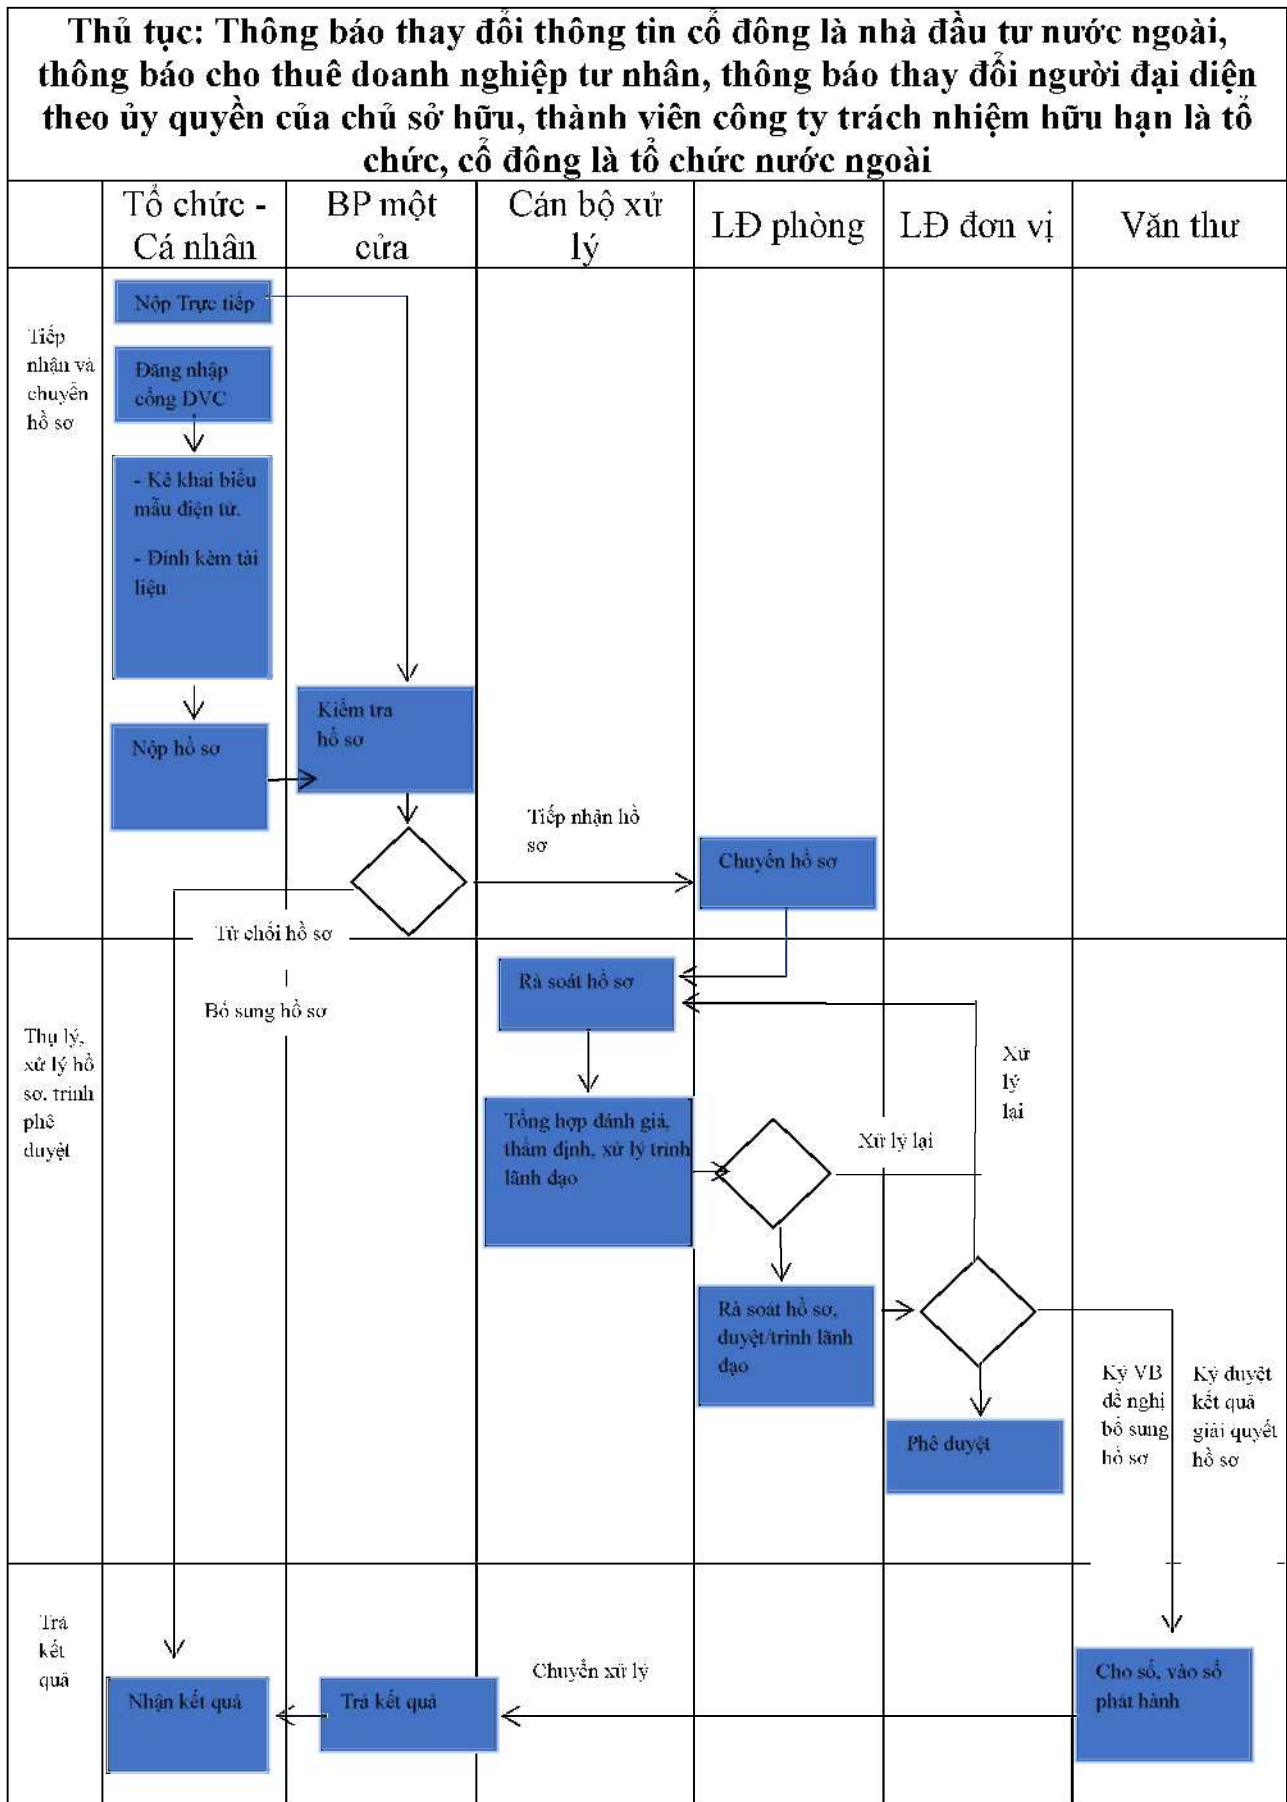 Thủ tục: Thông báo thay đổi thông tin cổ đông là nhà đầu tư nước ngoài,
thông báo cho thuê doanh nghiệp tư nhân, thông báo thay đổi người đại diện
theo ủy quyền của chủ sở hữu, thành viên công ty trách nhiệm hữu hạn là tổ
chức, cổ đông là tổ chức nước ngoài
Tổ chức -
Cá nhân
BP một
cửa
Cán bộ xử
lý
LĐ phòng
LĐ đơn vị
Văn thư
Tiếp
nhận và
chuyển
hồ sơ
Nộp Trực tiếp
Đăng nhập
cổng DVC
- Kê khai biểu
mẫu điện tử.
- Đính kèm tài
liệu
Nộp hồ sơ
Kiểm tra
hồ sơ
Tiếp nhận hồ
sơ
Chuyển hồ sơ
Từ chối hồ sơ
Bổ sung hồ sơ
Thụ lý,
xử lý hồ
sơ, trình
phê
duyệt
Rà soát hồ sơ
Tổng hợp đánh giá,
thẩm định, xử lý trình
lãnh đạo
Xử lý lại
Xử
lý
lại
Rà soát hồ sơ,
duyệt/trình lãnh
đạo
Phê duyệt
Ký VB
đề nghị
bổ sung
hồ sơ
Ký duyệt
kết quả
giải quyết
hồ sơ
Trả
kết
quả
Nhận kết quả
Trả kết quả
Chuyển xử lý
Cho số, vào sổ
phát hành